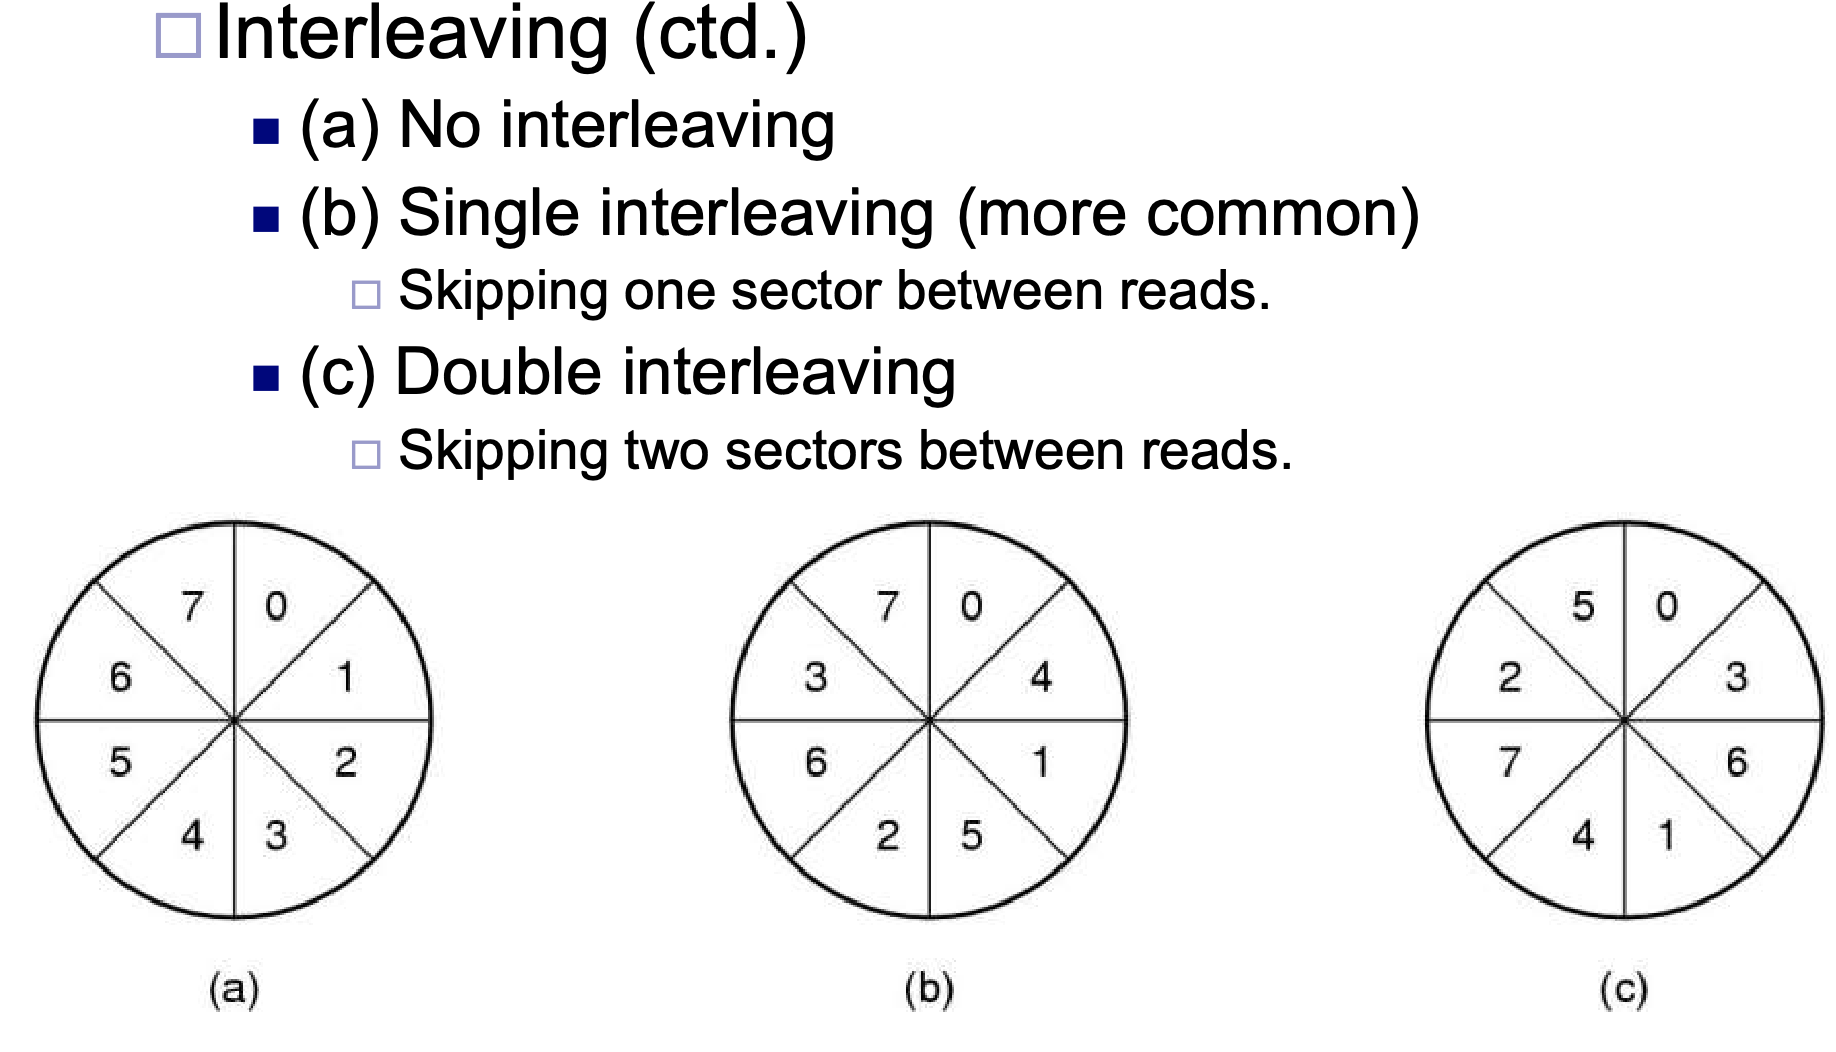 Interleaving (ctd.)
(a) No interleaving
(b) Single interleaving (more common)
Skipping one sector between reads.
(c) Double interleaving
Skipping two sectors between reads.
7 0
6 1
5 2
4 3
(a)
7 0
3 4
6 1
2 5
(b)
5 0
2 3
7 6
4 1
(c)